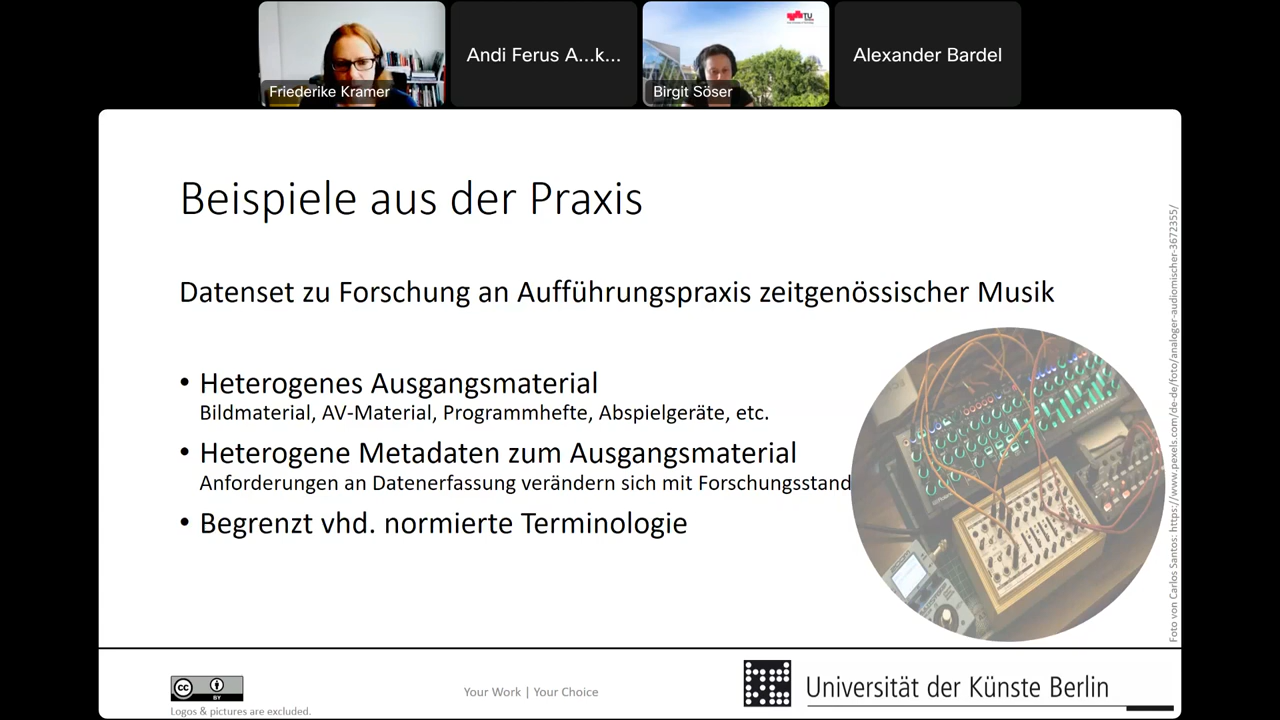 Friederike Kramer
Andi Ferus A...k...
TU
Birgit Söser
Alexander Bardel
Beispiele aus der Praxis
Datenset zu Forschung an Aufführungspraxis zeitgenössischer Musik
• Heterogenes Ausgangsmaterial
Bildmaterial, AV-Material, Programmhefte, Abspielgeräte, etc.
• Heterogene Metadaten zum Ausgangsmaterial
Anforderungen an Datenerfassung verändern sich mit Forschungsstand
• Begrenzt vhd. normierte Terminologie
Foto von Carlos Santos: https://www.pexels.com/de-de/foto/analoger-audiomischer-3672355/
cc
BY
Logos & pictures are excluded.
Your Work | Your Choice
Universität der Künste Berlin